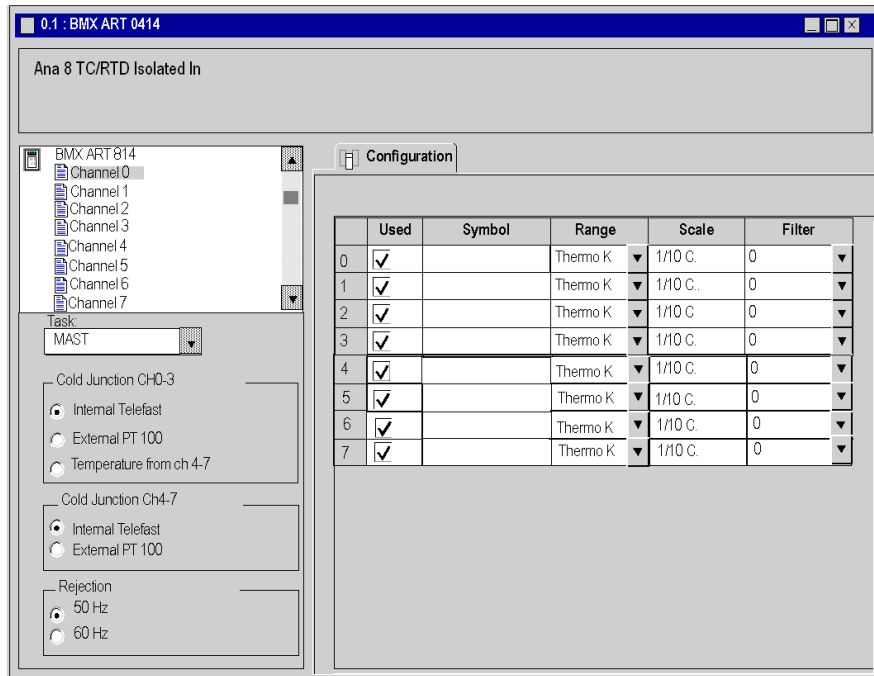 0.1 : BMX ART 0414
Ana 8 TC/RTD Isolated In
BMX ART 814
Channel 0
Channel 1
Channel 2
Channel 3
Channel 4
Channel 5
Channel 6
Channel 7
Task:
MAST
Cold Junction CH0-3
Internal Telefast
External PT 100
Temperature from ch 4-7
Cold Junction Ch4-7
Internal Telefast
External PT 100
Rejection
50 Hz
60 Hz
Configuration
Used Symbol Range Scale Filter
0 Thermo K 1/10 C. 0
1 Thermo K 1/10 C.. 0
2 Thermo K 1/10 C 0
3 Thermo K 1/10 C. 0
4 Thermo K 1/10 C. 0
5 Thermo K 1/10 C. 0
6 Thermo K 1/10 C. 0
7 Thermo K 1/10 C. 0